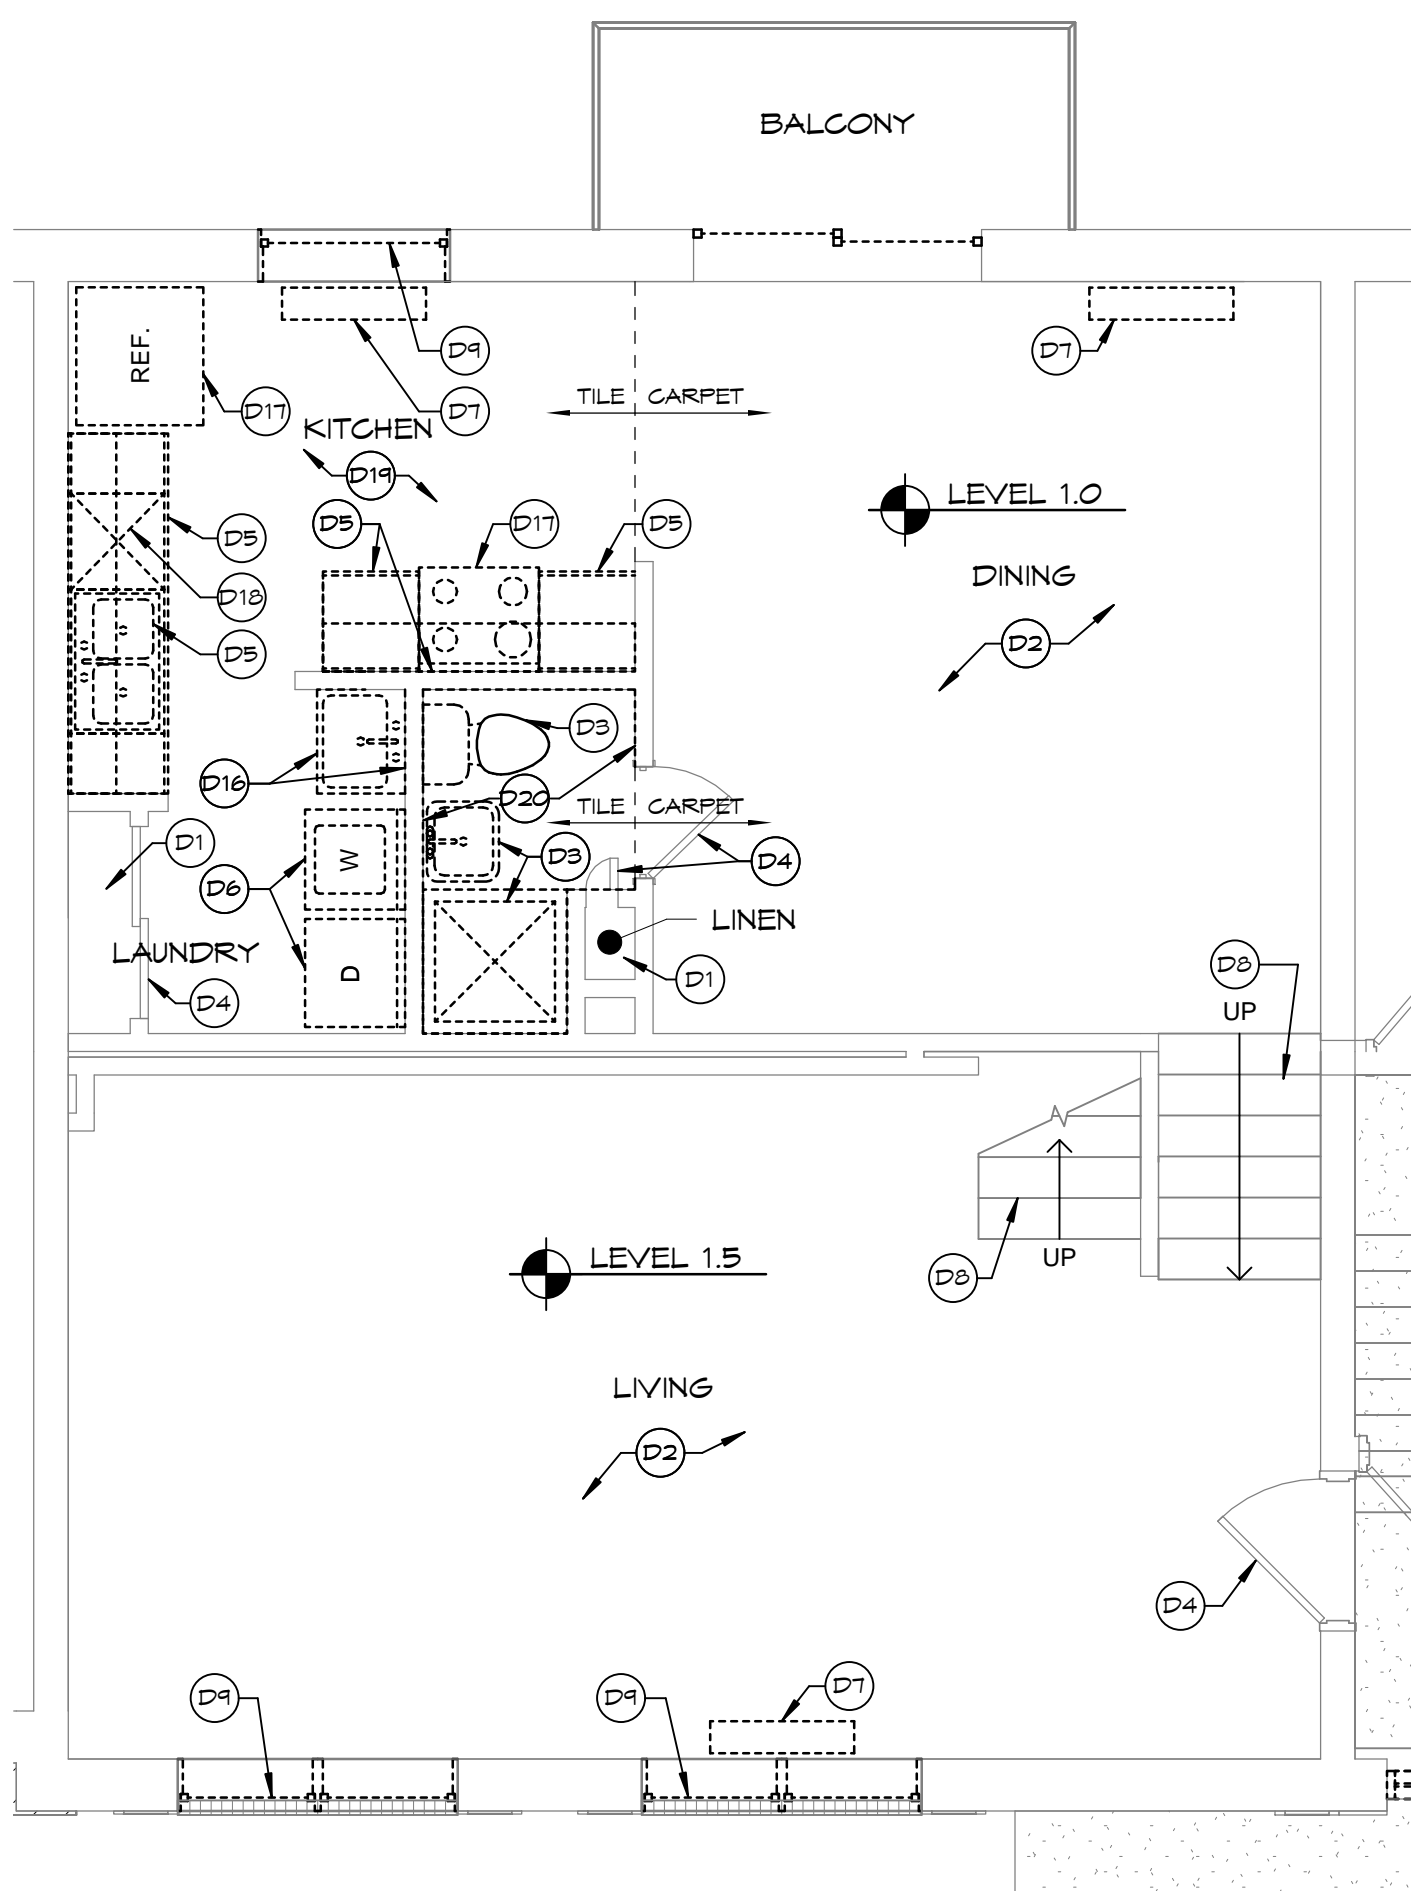 BALCONY
REF.
D9
D7
D17
D7
TILE CARPET
KITCHEN
D19
LEVEL 1.0
D5
D17
D5
D5
D18
D5
DINING
D2
D3
D16
D20
TILE CARPET
D1
W
D3
D4
D6
LINEN
LAUNDRY
D
D1
D4
D8
UP
LEVEL 1.5
UP
D8
LIVING
D2
D4
D9
D9
D7